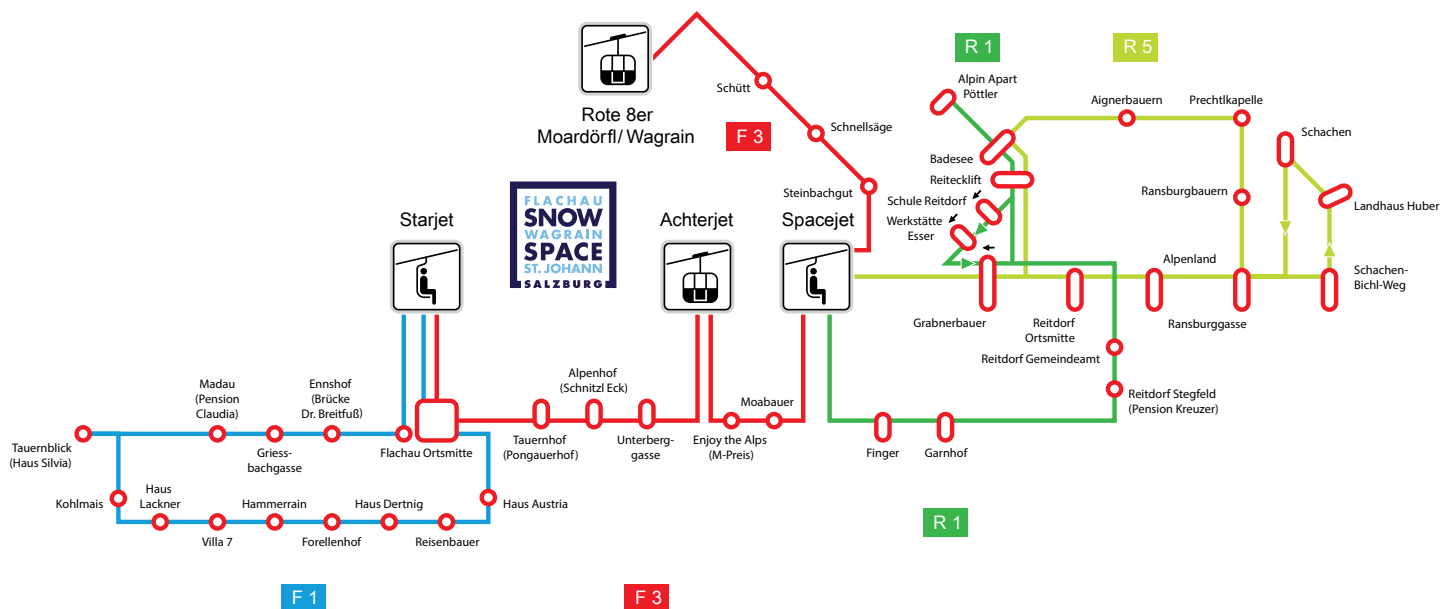 R 1
R 5
Alpin Apart
Pöttler
Schütt
Aignerbauern
Prechtlkapelle
Rote 8er
Moardörfl/ Wagrain
F 3
Schnellsäge
Schachen
Badesee
Reitecklift
Steinbachgut
Ransburgbauern
Schule Reitdorf
Landhaus Huber
FLACHAU
SNOW
WAGRAIN
SPACE
ST. JOHANN
SALZBURG
Starjet
Achterjet
Spacejet
Werkstätte
Esser
Alpenland
Schachen-
Bichl-Weg
Grabnerbauer
Reitdorf
Ortsmitte
Ransburggasse
Reitdorf Gemeindeamt
Madau
(Pension
Claudia)
Ennshof
(Brücke
Dr. Breitfuß)
Alpenhof
(Schnitzl Eck)
Moabauer
Reitdorf Stegfeld
(Pension Kreuzer)
Tauernblick
(Haus Silvia)
Griess-
bachgasse
Flachau Ortsmitte
Tauernhof
(Pongauerhof)
Unterberg-
gasse
Enjoy the Alps
(M-Preis)
Finger
Garnhof
Kohlmais
Haus
Lackner
Hammerrain
Haus Dertnig
Haus Austria
Villa 7
Forellenhof
Reisenbauer
R 1
F 1
F 3